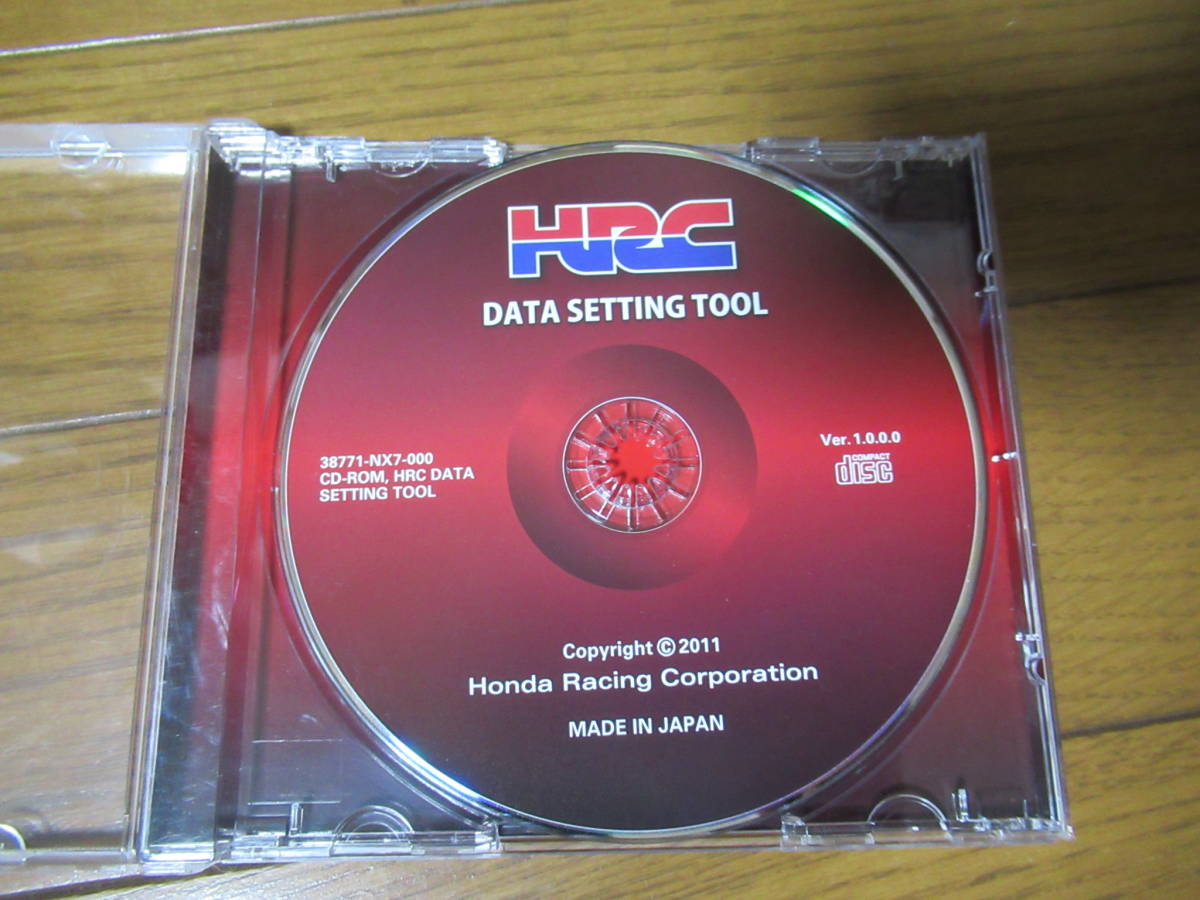 HRC
DATA SETTING TOOL
38771-NX7-000
CD-ROM, HRC DATA
SETTING TOOL
Ver. 1.0.0.0
COMPACT
disc
Copyright © 2011
Honda Racing Corporation
MADE IN JAPAN